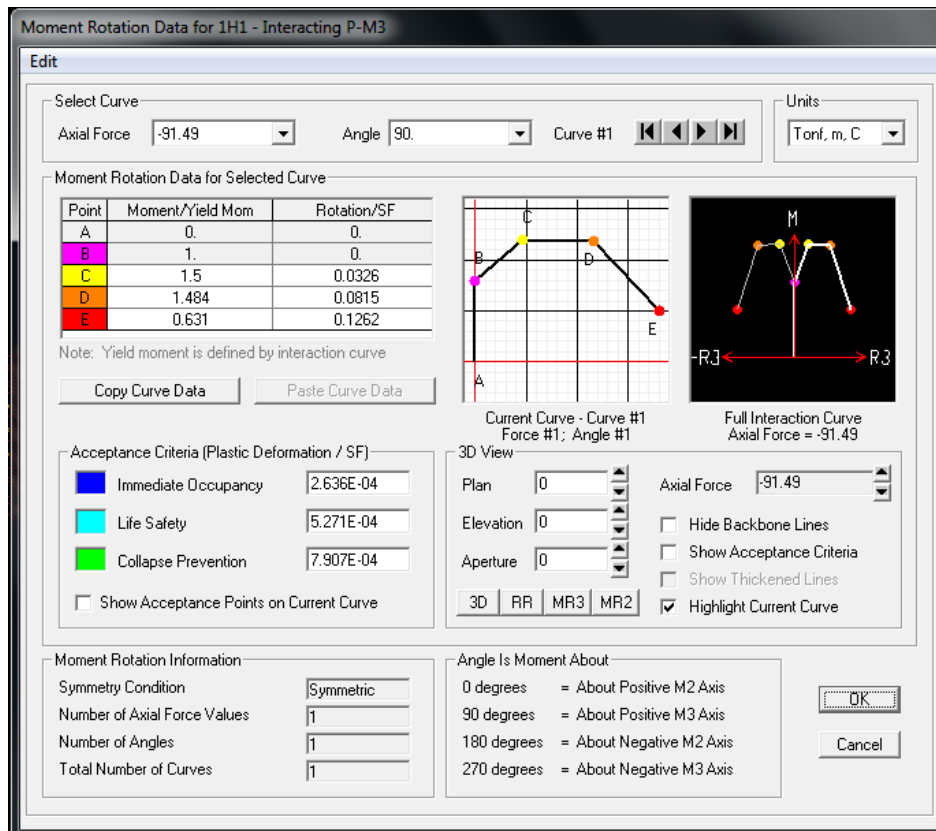 Moment Rotation Data for 1H1 - Interacting P-M3
Edit
Select Curve
Axial Force -91.49 Angle 90. Curve #1
Units
Tonf, m, C
Moment Rotation Data for Selected Curve
Point Moment/Yield Mom Rotation/SF
A 0. 0.
B 1. 0.
C 1.5 0.0326
D 1.484 0.0815
E 0.631 0.1262
Note: Yield moment is defined by interaction curve
Copy Curve Data Paste Curve Data
C
B
D
E
A
Current Curve - Curve #1
Force #1; Angle #1
M
-R3 R3
Full Interaction Curve
Axial Force = -91.49
Acceptance Criteria (Plastic Deformation / SF)
Immediate Occupancy 2.636E-04
Life Safety 5.271E-04
Collapse Prevention 7.907E-04
Show Acceptance Points on Current Curve
3D View
Plan 0
Elevation 0
Aperture 0
3D RR MR3 MR2
Axial Force -91.49
Hide Backbone Lines
Show Acceptance Criteria
Show Thickened Lines
Highlight Current Curve
Moment Rotation Information
Symmetry Condition Symmetric
Number of Axial Force Values 1
Number of Angles 1
Total Number of Curves 1
Angle Is Moment About
0 degrees = About Positive M2 Axis
90 degrees = About Positive M3 Axis
180 degrees = About Negative M2 Axis
270 degrees = About Negative M3 Axis
OK
Cancel